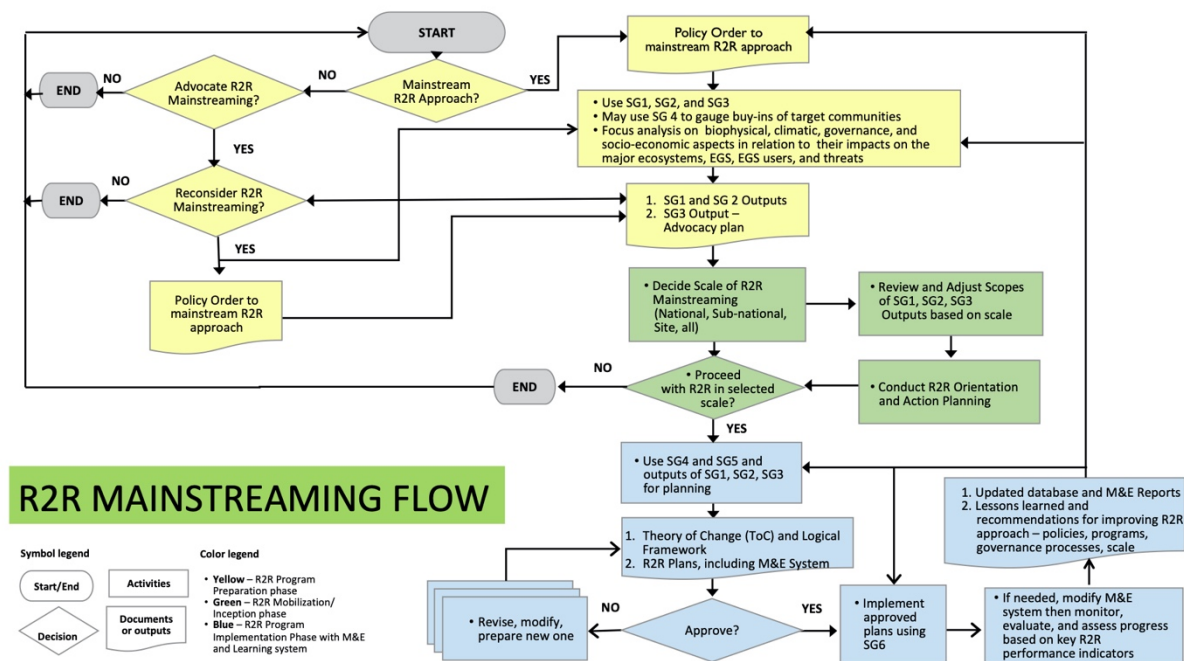 START
Policy Order to
mainstream R2R approach
NO
YES
NO
END
Advocate R2R
Mainstreaming?
Mainstream
R2R Approach?
• Use SG1, SG2, and SG3
• May use SG 4 to gauge buy-ins of target communities
• Focus analysis on biophysical, climatic, governance, and
socio-economic aspects in relation to their impacts on the
major ecosystems, EGS, EGS users, and threats
YES
NO
END
Reconsider R2R
Mainstreaming?
1. SG1 and SG 2 Outputs
2. SG3 Output –
Advocacy plan
YES
Policy Order to
mainstream R2R
approach
• Decide Scale of R2R
Mainstreaming
(National, Sub-national,
Site, all)
• Review and Adjust Scopes
of SG1, SG2, SG3
Outputs based on scale
END
NO
• Proceed
with R2R in selected
scale?
• Conduct R2R Orientation
and Action Planning
YES
• Use SG4 and SG5 and
outputs of SG1, SG2, SG3
for planning
R2R MAINSTREAMING FLOW
1. Updated database and M&E Reports
2. Lessons learned and
recommendations for improving R2R
approach – policies, programs,
governance processes, scale
1. Theory of Change (ToC) and Logical
Framework
2. R2R Plans, including M&E System
Symbol legend
Start/End
Activities
Decision
Documents
or outputs
Color legend
• Yellow – R2R Program
Preparation phase
• Green – R2R Mobilization/
Inception phase
• Blue – R2R Program
Implementation Phase with M&E
and Learning system
• Revise, modify,
prepare new one
NO
Approve?
YES
• Implement
approved
plans using
SG6
• If needed, modify M&E
system then monitor,
evaluate, and assess progress
based on key R2R
performance indicators